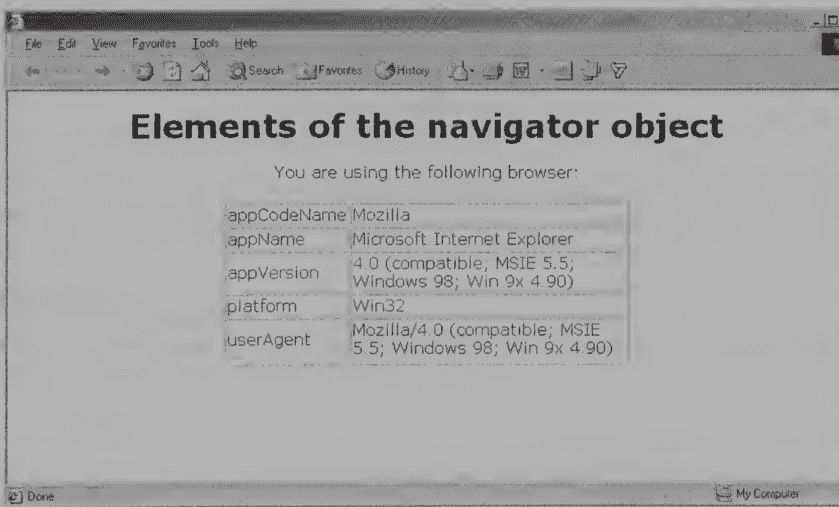 File Edit View Favorites Tools Help
Search Favorites History
Elements of the navigator object
You are using the following browser:
appCodeName Mozilla
appName Microsoft Internet Explorer
appVersion 4.0 (compatible; MSIE 5.5;
Windows 98; Win 9x 4.90)
platform Win32
userAgent Mozilla/4.0 (compatible; MSIE
5.5; Windows 98; Win 9x 4.90)
Done My Computer